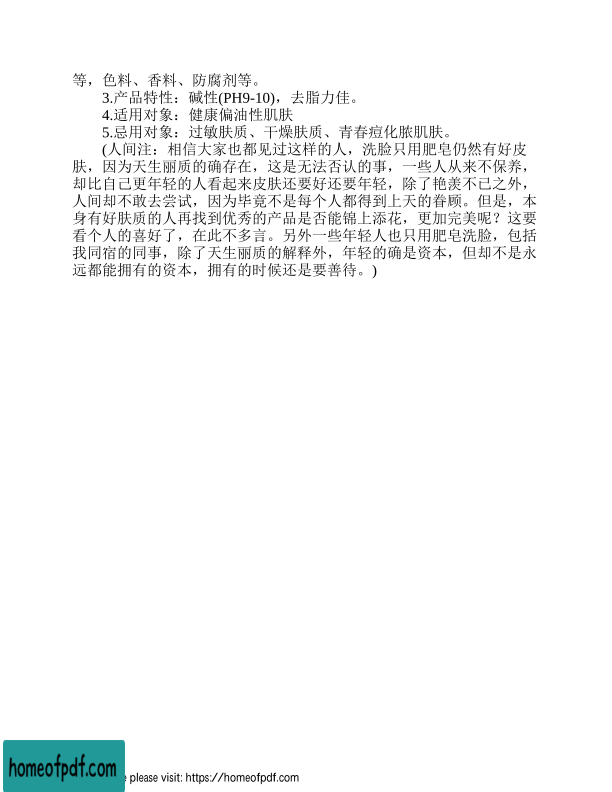 等，色料、香料、防腐剂等。
3.产品特性：碱性(PH9-10)，去脂力佳。
4.适用对象：健康偏油性肌肤
5.忌用对象：过敏肤质、干燥肤质、青春痘化脓肌肤。
(人间注：相信大家也都见过这样的人，洗脸只用肥皂仍然有好皮
肤，因为天生丽质的确存在，这是无法否认的事，一些人从来不保养，
却比自己更年轻的人看起来皮肤还要好还要年轻，除了艳羡不已之外，
人间却不敢去尝试，因为毕竟不是每个人都得到上天的眷顾。但是，本
身有好肤质的人再找到优秀的产品是否能锦上添花，更加完美呢？这要
看个人的喜好了，在此不多言。另外一些年轻人也只用肥皂洗脸，包括
我同宿的同事，除了天生丽质的解释外，年轻的确是资本，但却不是永
远都能拥有的资本，拥有的时候还是要善待。)
homeofpdf.com
please visit: https://homeofpdf.com